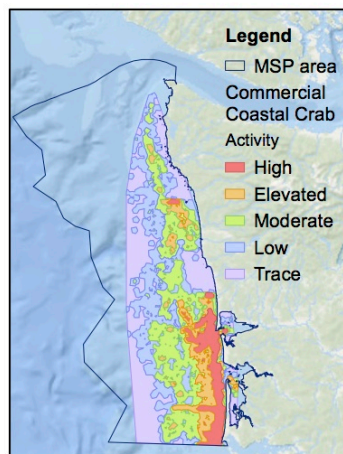 Legend
MSP area
Commercial
Coastal Crab
Activity
High
Elevated
Moderate
Low
Trace